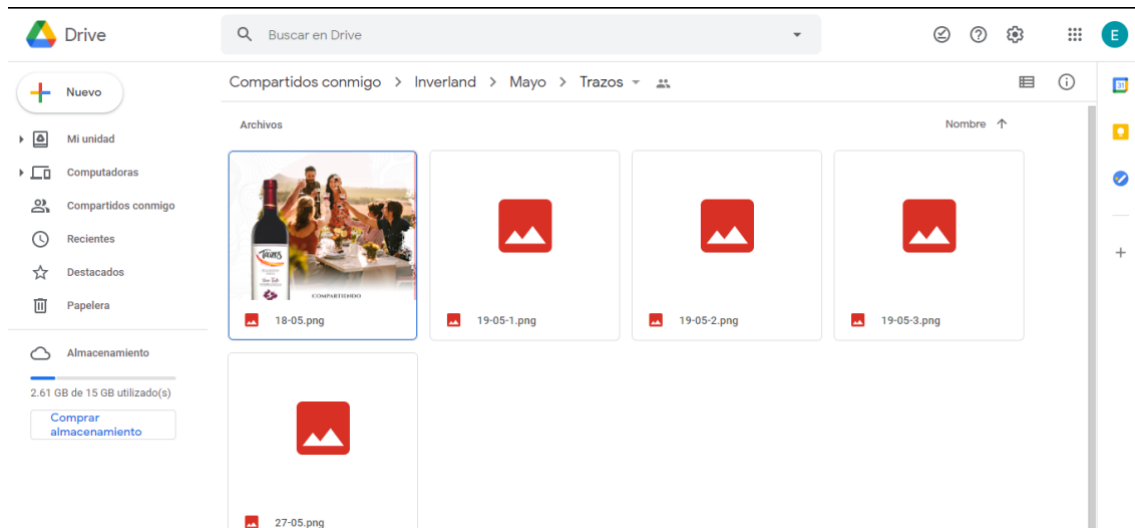 Drive
Buscar en Drive
E
Nuevo
Compartidos conmigo > Inverland > Mayo > Trazos
31
Mi unidad
Computadoras
Compartidos conmigo
Recientes
Destacados
Papelera
Almacenamiento
2.61 GB de 15 GB utilizado(s)
Comprar
almacenamiento
Archivos
Nombre
TRAZOS
COMPARTIENDO
18-05.png
19-05-1.png
19-05-2.png
19-05-3.png
27-05.png